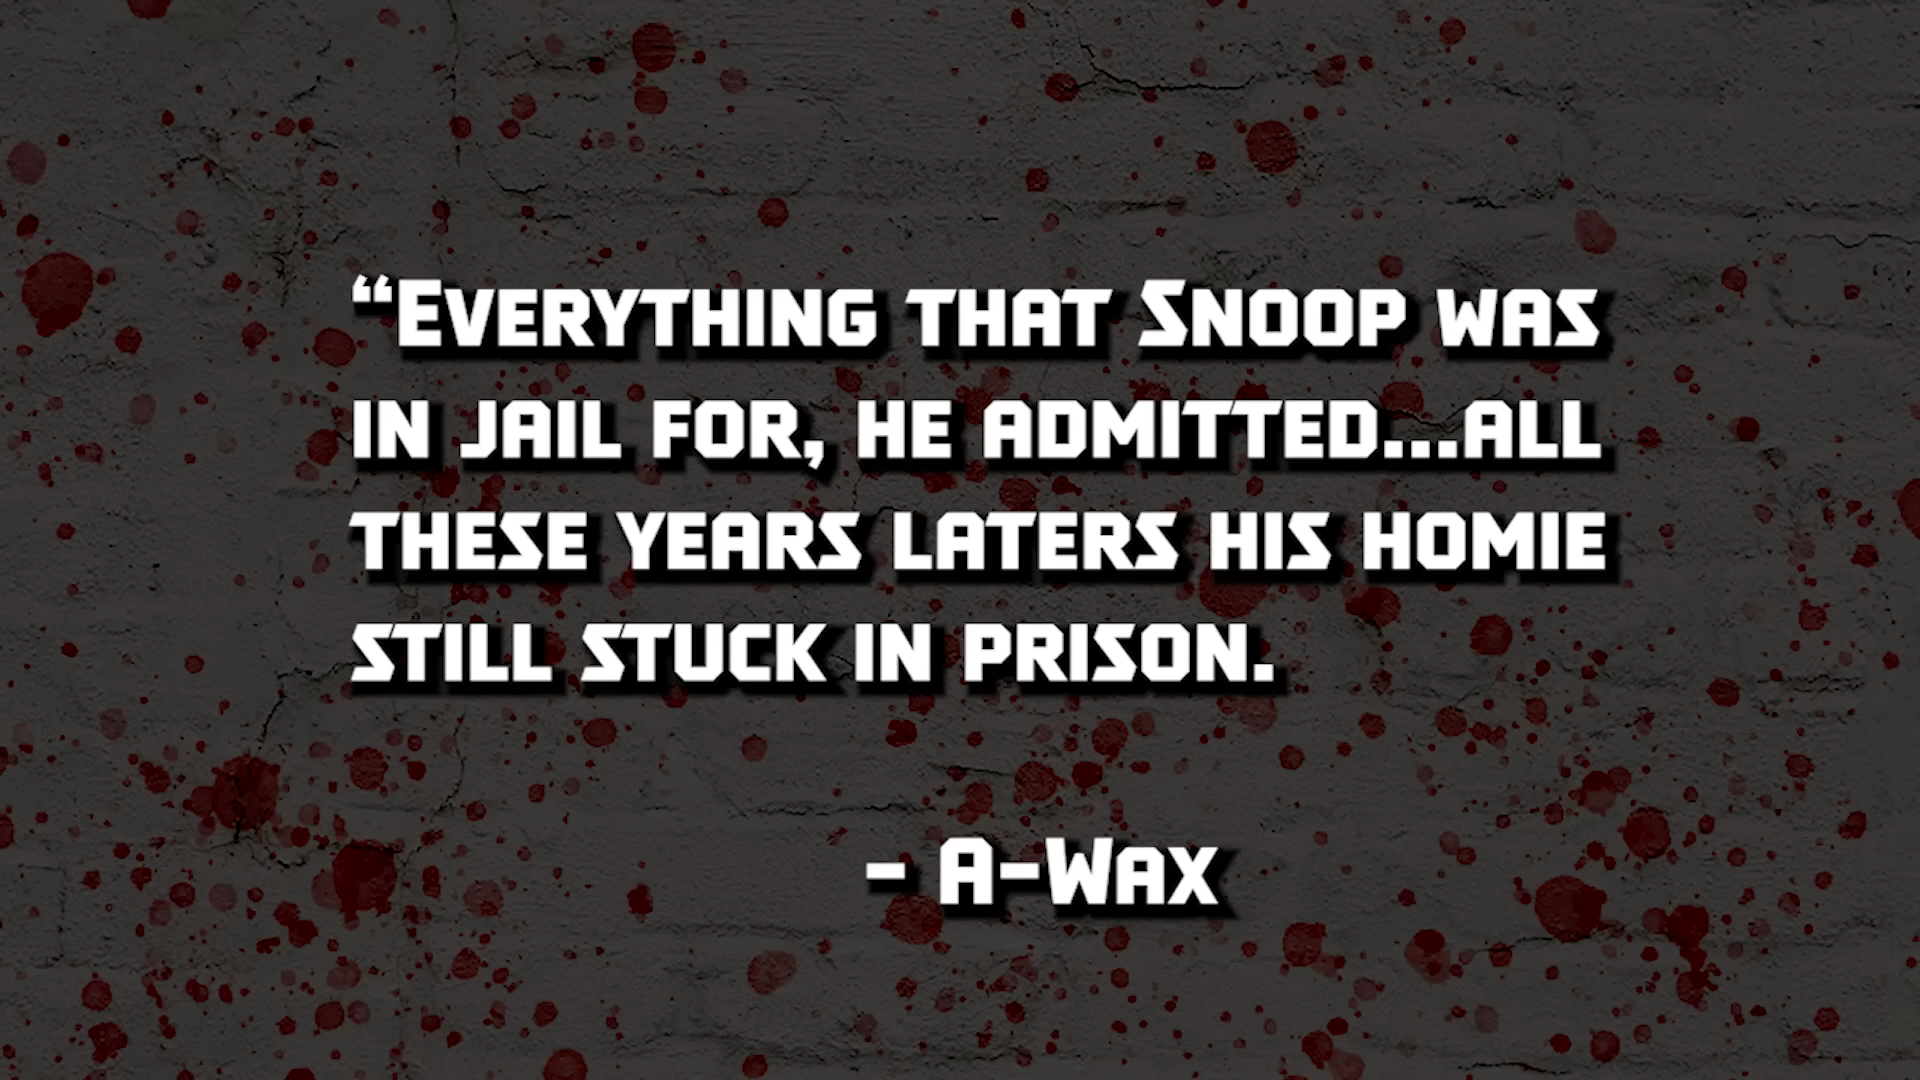 “Everything that Snoop was
in jail for, he admitted...all
these years laters his homie
still stuck in prison.
- A-Wax